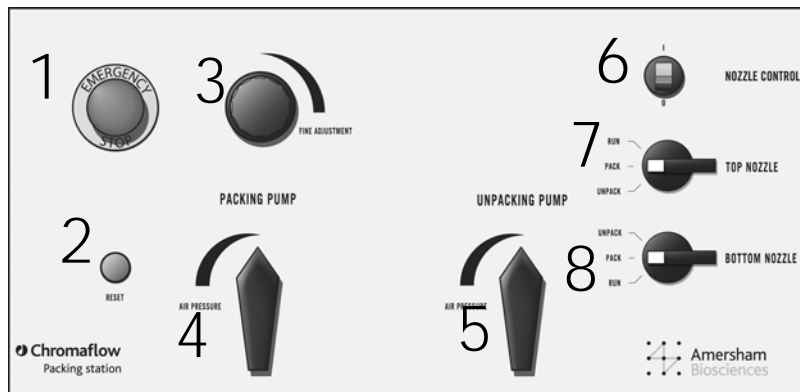 1
EMERGENCY
STOP
3
FINE ADJUSTMENT
6
I
0
NOZZLE CONTROL
7
RUN
PACK
UNPACK
TOP NOZZLE
PACKING PUMP
UNPACKING PUMP
2
RESET
AIR PRESSURE
4
AIR PRESSURE
5
8
UNPACK
PACK
RUN
BOTTOM NOZZLE
Chromaflow
Packing station
Amersham
Biosciences